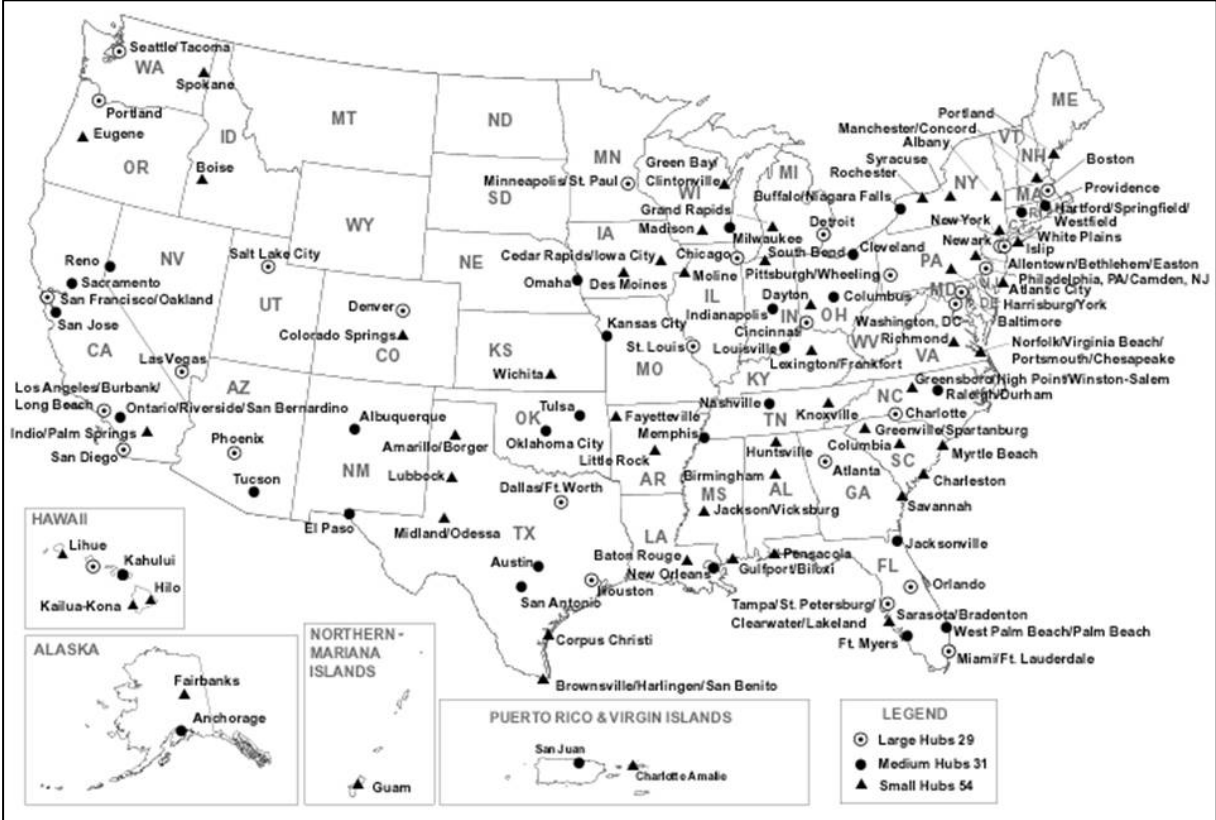 Seattle/Tacoma
WA
Spokane
Portland
Eugene
OR
ID
Boise
MT
ND
SD
WY
NE
MN
Minneapolis/St. Paul
Green Bay/
Clintonville
WI
MI
Grand Rapids
Madison
Milwaukee
IA
Cedar Rapids/Iowa City
Des Moines
Omaha
Moline
Chicago
South Bend
Detroit
Buffalo/Niagara Falls
Rochester
Syracuse
Albany
Manchester/Concord
Portland
ME
VT
NH
NY
MA
RI
CT
Boston
Providence
Hartford/Springfield/
Westfield
White Plains
Islip
New York
Newark
Allentown/Bethlehem/Easton
Philadelphia, PA/Camden, NJ
Atlantic City
Harrisburg/York
Baltimore
NJ
DE
MD
PA
Cleveland
Pittsburgh/Wheeling
Washington, DC
Richmond
VA
WV
Norfolk/Virginia Beach/
Portsmouth/Chesapeake
Reno
Sacramento
San Francisco/Oakland
San Jose
CA
NV
Salt Lake City
UT
Denver
Colorado Springs
CO
Las Vegas
Los Angeles/Burbank/
Long Beach
Ontario/Riverside/San Bernardino
Indio/Palm Springs
San Diego
AZ
Phoenix
Tucson
Albuquerque
NM
El Paso
KS
Wichita
Kansas City
St. Louis
MO
IL
Indianapolis
IN
Dayton
OH
Columbus
Cincinnati
Louisville
Lexington/Frankfort
KY
Nashville
TN
Knoxville
Memphis
OK
Tulsa
Oklahoma City
Fayetteville
Little Rock
AR
Amarillo/Borger
Lubbock
Midland/Odessa
Dallas/Ft. Worth
TX
Austin
San Antonio
Houston
Corpus Christi
Brownsville/Harlingen/San Benito
LA
Baton Rouge
New Orleans
Gulfport/Biloxi
MS
Jackson/Vicksburg
AL
Huntsville
Birmingham
Pensacola
GA
Atlanta
NC
Greensboro/High Point/Winston-Salem
Raleigh/Durham
Charlotte
Greenville/Spartanburg
Columbia
SC
Myrtle Beach
Charleston
Savannah
Jacksonville
FL
Orlando
Tampa/St. Petersburg/
Clearwater/Lakeland
Sarasota/Bradenton
Ft. Myers
West Palm Beach/Palm Beach
Miami/Ft. Lauderdale
HAWAII
Lihue
Kahului
Hilo
Kailua-Kona
ALASKA
Fairbanks
Anchorage
NORTHERN-
MARIANA
ISLANDS
Guam
PUERTO RICO & VIRGIN ISLANDS
San Juan
Charlotte Amalie
LEGEND
Large Hubs 29
Medium Hubs 31
Small Hubs 54